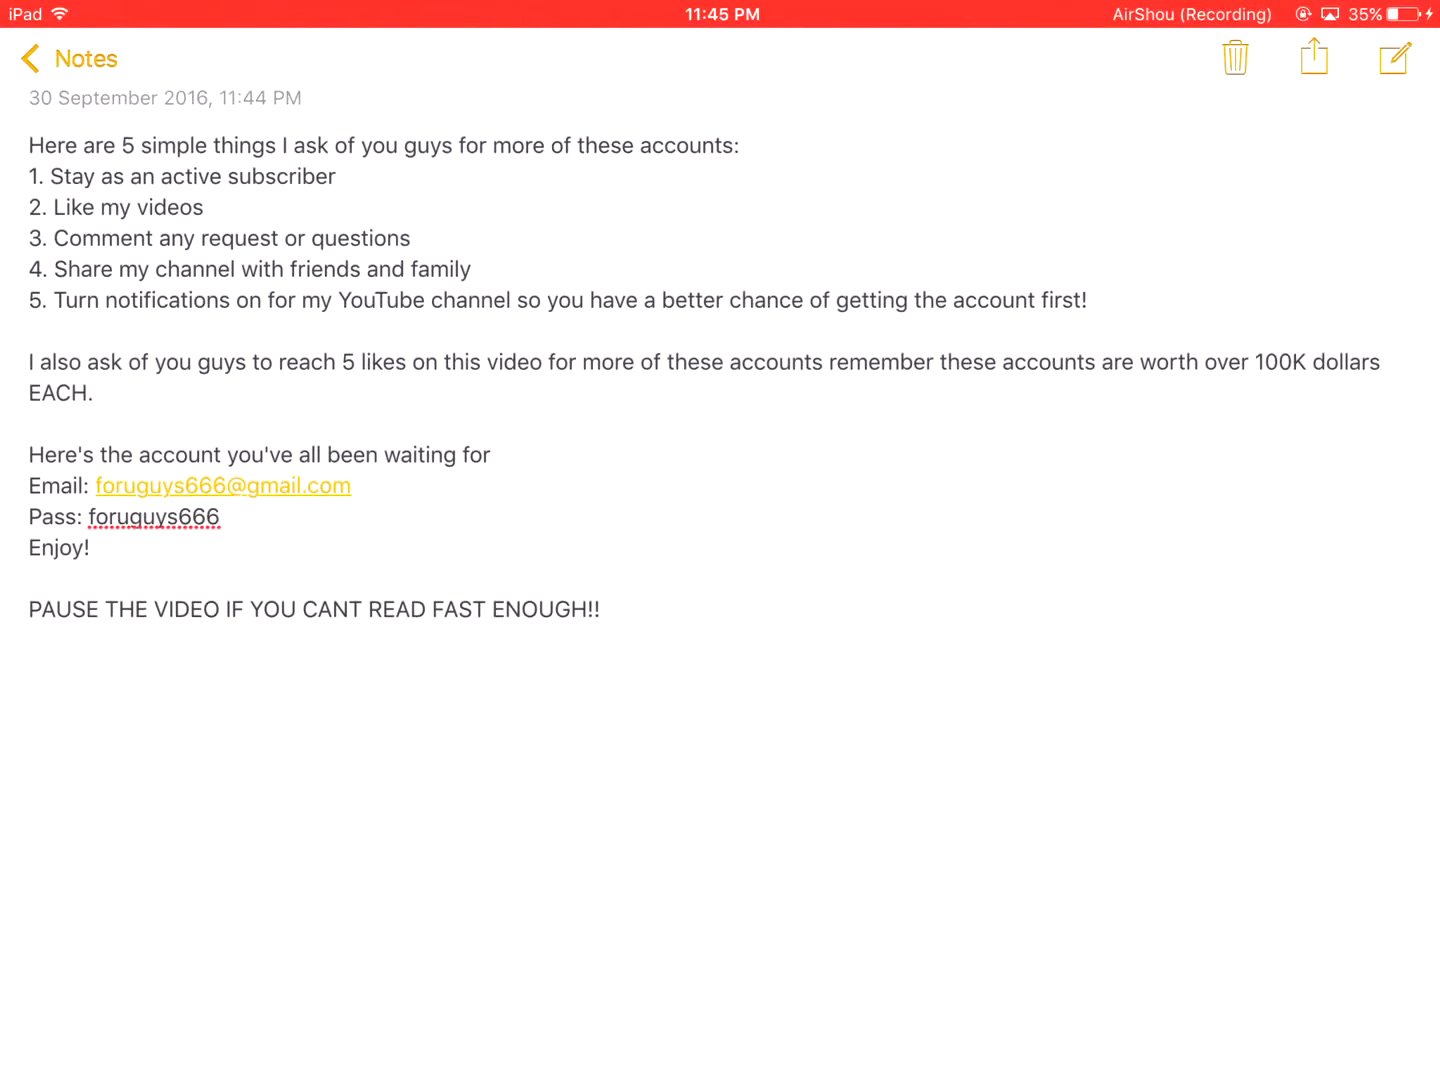 iPad 11:45 PM AirShou (Recording) 35%
Notes
30 September 2016, 11:44 PM
Here are 5 simple things I ask of you guys for more of these accounts:
1. Stay as an active subscriber
2. Like my videos
3. Comment any request or questions
4. Share my channel with friends and family
5. Turn notifications on for my YouTube channel so you have a better chance of getting the account first!
I also ask of you guys to reach 5 likes on this video for more of these accounts remember these accounts are worth over 100K dollars
EACH.
Here's the account you've all been waiting for
Email: foruguys666@gmail.com
Pass: foruguys666
Enjoy!
PAUSE THE VIDEO IF YOU CANT READ FAST ENOUGH!!